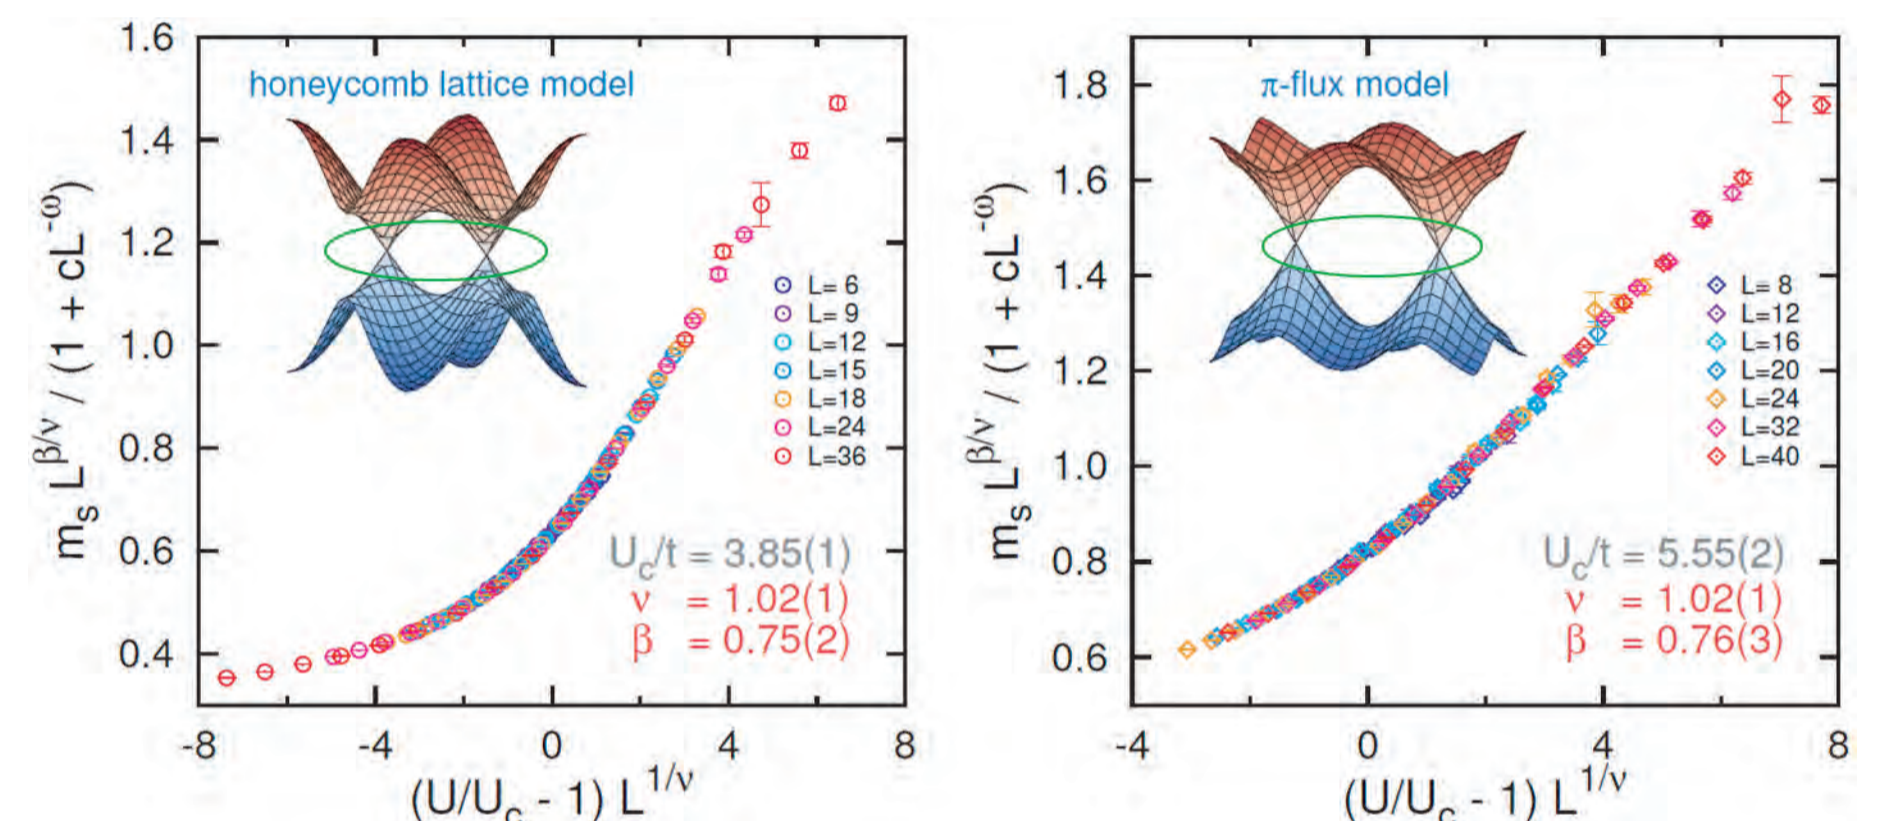 honeycomb lattice model
m_s L^{β/ν} / (1 + cL^{-ω})
1.6
1.4
1.2
1.0
0.8
0.6
0.4
L= 6
L= 9
L=12
L=15
L=18
L=24
L=36
U_c/t = 3.85(1)
ν = 1.02(1)
β = 0.75(2)
-8 -4 0 4 8
(U/U_c - 1) L^{1/ν}
π-flux model
m_s L^{β/ν} / (1 + cL^{-ω})
1.8
1.6
1.4
1.2
1.0
0.8
0.6
L= 8
L=12
L=16
L=20
L=24
L=32
L=40
U_c/t = 5.55(2)
ν = 1.02(1)
β = 0.76(3)
-4 0 4 8
(U/U_c - 1) L^{1/ν}